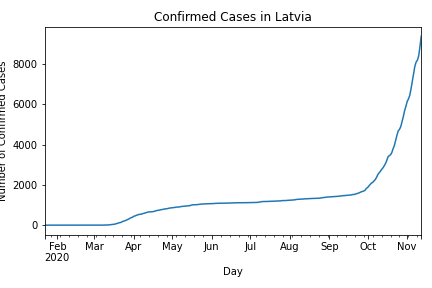 Confirmed Cases in Latvia
Number of Confirmed Cases
8000
6000
4000
2000
0
Feb Mar Apr May Jun Jul Aug Sep Oct Nov
2020
Day